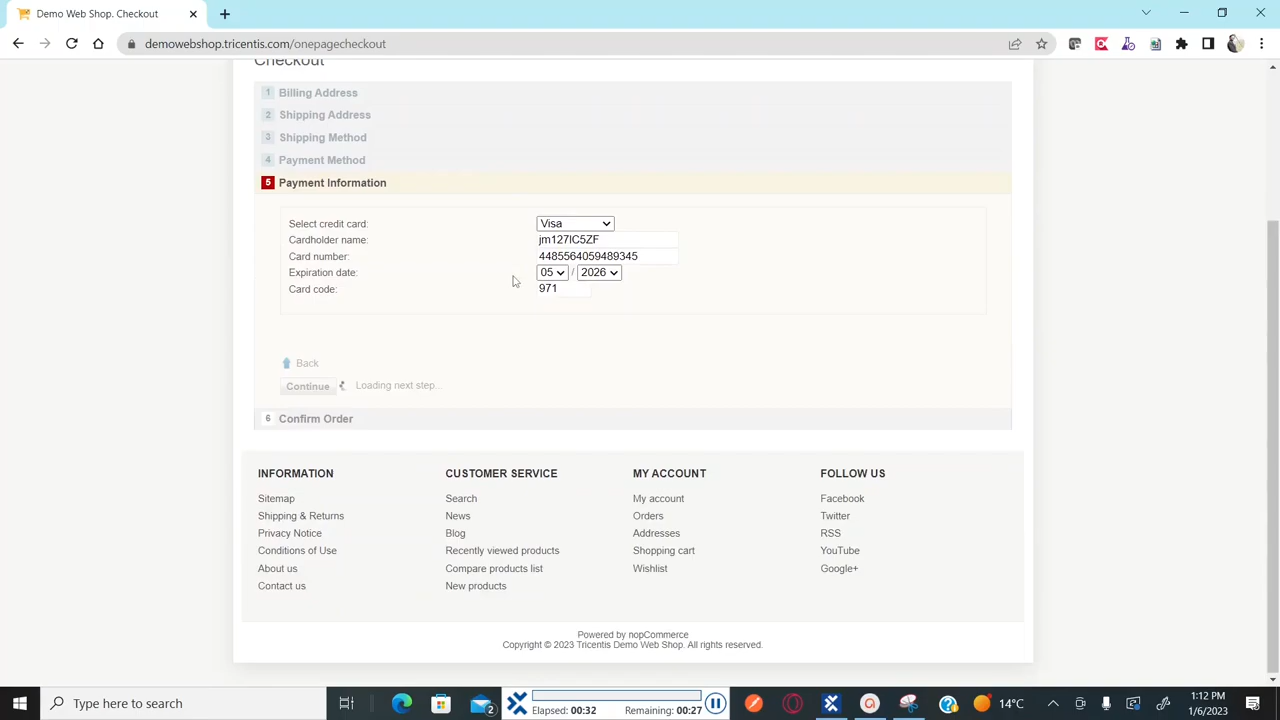 Demo Web Shop. Checkout
demowebshop.tricentis.com/onepagecheckout
Checkout
1 Billing Address
2 Shipping Address
3 Shipping Method
4 Payment Method
5 Payment Information
Select credit card: Visa
Cardholder name: jm127lC5ZF
Card number: 4485564059489345
Expiration date: 05 / 2026
Card code: 971
Back
Continue Loading next step...
6 Confirm Order
INFORMATION CUSTOMER SERVICE MY ACCOUNT FOLLOW US
Sitemap Search My account Facebook
Shipping & Returns News Orders Twitter
Privacy Notice Blog Addresses RSS
Conditions of Use Recently viewed products Shopping cart YouTube
About us Compare products list Wishlist Google+
Contact us New products
Powered by nopCommerce
Copyright © 2023 Tricentis Demo Web Shop. All rights reserved.
Type here to search
2
Elapsed: 00:32 Remaining: 00:27
14°C
1:12 PM
1/6/2023